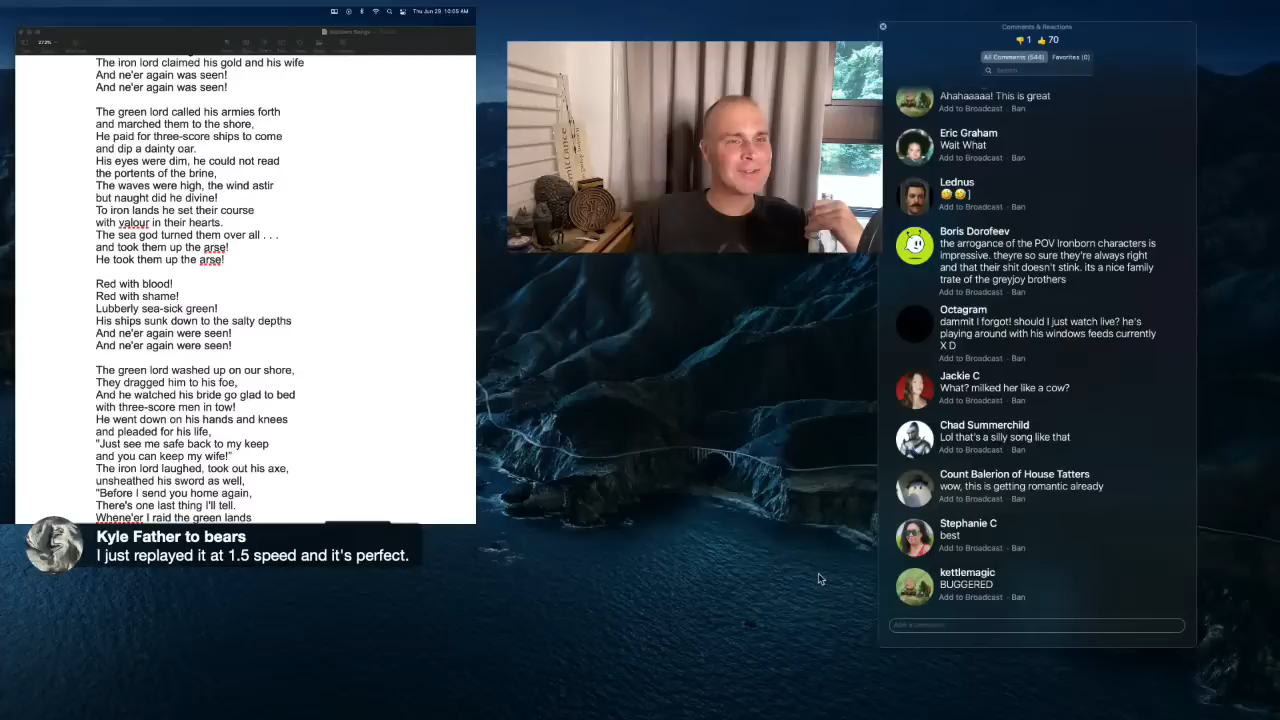 Thu Jun 29 10:05 AM
273%
The iron lord claimed his gold and his wife
And ne'er again was seen!
And ne'er again was seen!
The green lord called his armies forth
and marched them to the shore,
He paid for three-score ships to come
and dip a dainty oar.
His eyes were dim, he could not read
the portents of the brine,
The waves were high, the wind astir
but naught did he divine!
To iron lands he set their course
with valour in their hearts.
The sea god turned them over all . . .
and took them up the arse!
He took them up the arse!
Red with blood!
Red with shame!
Lubberly sea-sick green!
His ships sunk down to the salty depths
And ne'er again were seen!
And ne'er again were seen!
The green lord washed up on our shore,
They dragged him to his foe,
And he watched his bride go glad to bed
with three-score men in tow!
He went down on his hands and knees
and pleaded for his life,
"Just see me safe back to my keep
and you can keep my wife!"
The iron lord laughed, took out his axe,
unsheathed his sword as well,
"Before I send you home again,
There's one last thing I'll tell.
Whene'er I raid the green lands
Kyle Father to bears
I just replayed it at 1.5 speed and it's perfect.
Comments & Reactions
👎 1 👍 70
All Comments (544) Favorites (0)
Search
Ahahaaaaa! This is great
Add to Broadcast · Ban
Eric Graham
Wait What
Add to Broadcast · Ban
Lednus
🤣🤣]
Add to Broadcast · Ban
Boris Dorofeev
the arrogance of the POV Ironborn characters is
impressive. theyre so sure they're always right
and that their shit doesn't stink. its a nice family
trate of the greyjoy brothers
Add to Broadcast · Ban
Octagram
dammit I forgot! should I just watch live? he's
playing around with his windows feeds currently
X D
Add to Broadcast · Ban
Jackie C
What? milked her like a cow?
Add to Broadcast · Ban
Chad Summerchild
Lol that's a silly song like that
Add to Broadcast · Ban
Count Balerion of House Tatters
wow, this is getting romantic already
Add to Broadcast · Ban
Stephanie C
best
Add to Broadcast · Ban
kettlemagic
BUGGERED
Add to Broadcast · Ban
Add a comment